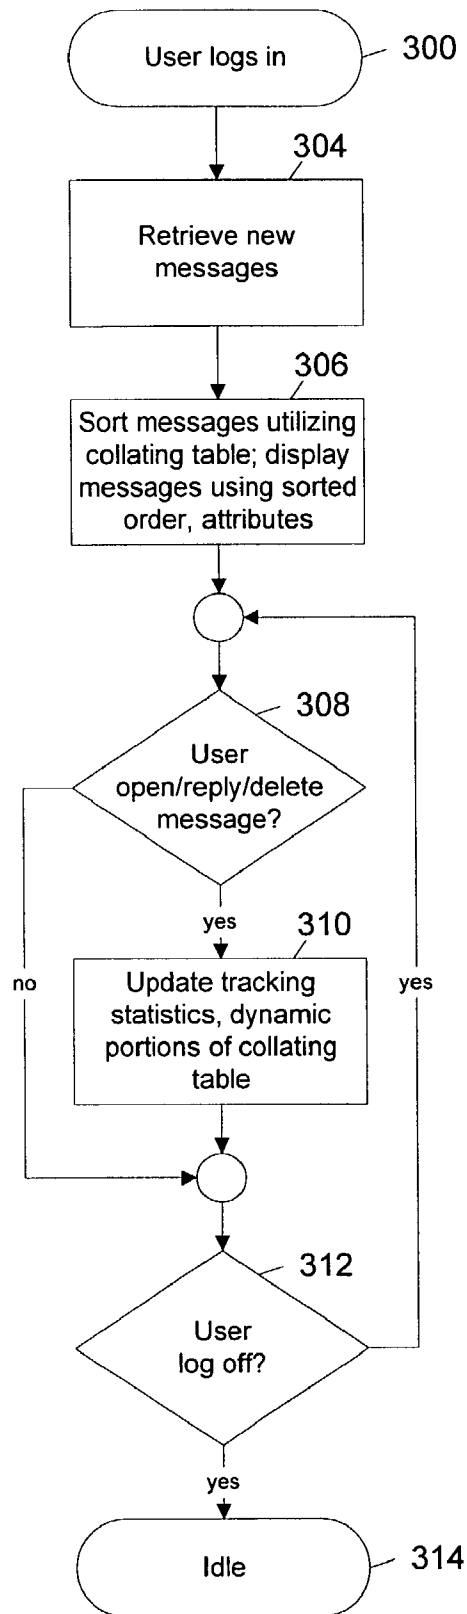 User logs in
300
304
Retrieve new
messages
306
Sort messages utilizing
collating table; display
messages using sorted
order, attributes
308
User
open/reply/delete
message?
yes
no
yes
310
Update tracking
statistics, dynamic
portions of collating
table
312
User
log off?
yes
Idle
314